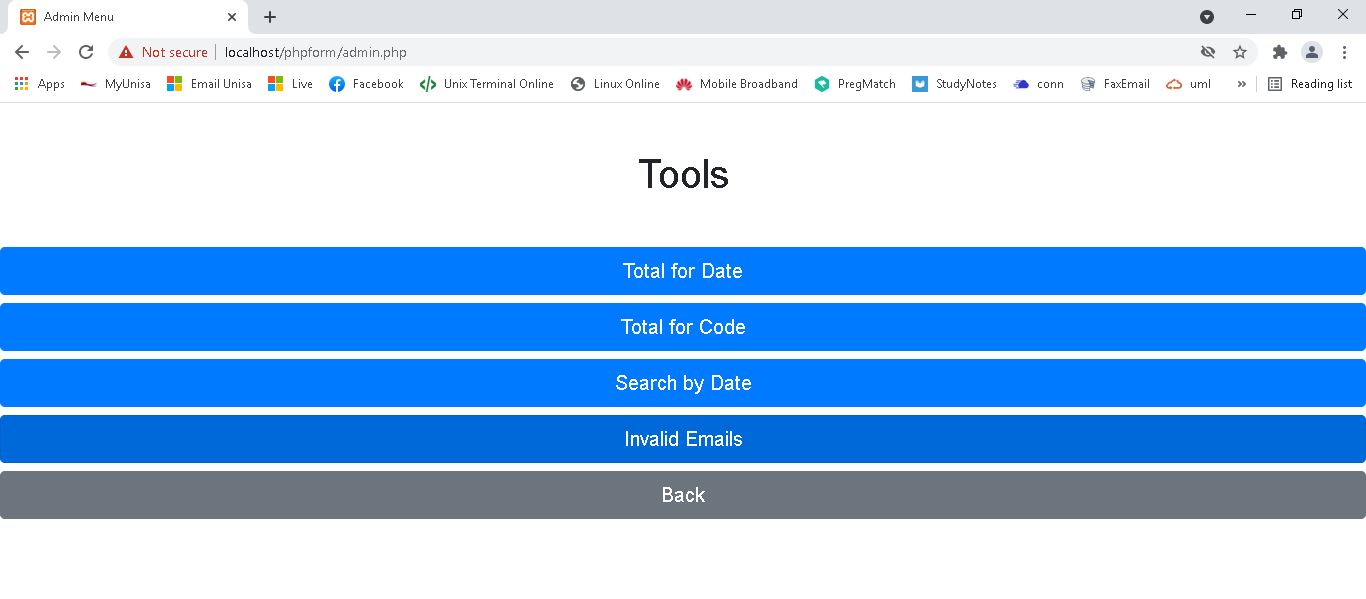 Admin Menu
Not secure localhost/phpform/admin.php
Apps MyUnisa Email Unisa Live Facebook Unix Terminal Online Linux Online Mobile Broadband PregMatch StudyNotes conn FaxEmail uml » Reading list
Tools
Total for Date
Total for Code
Search by Date
Invalid Emails
Back